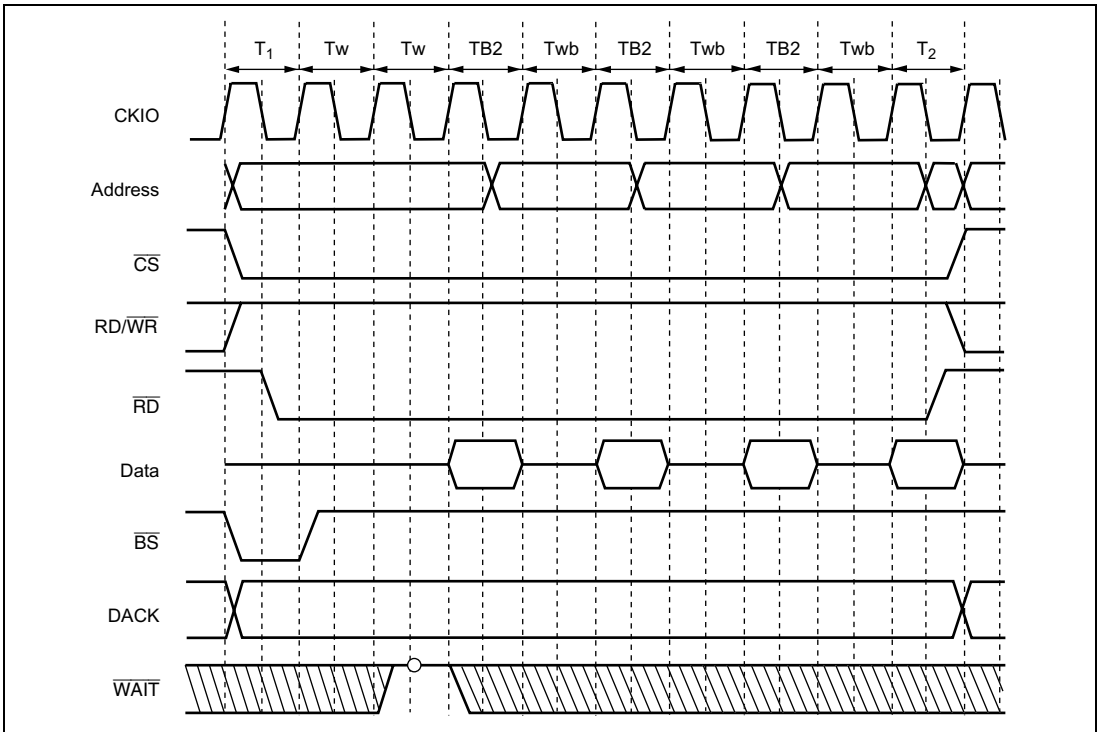 T1 Tw Tw TB2 Twb TB2 Twb TB2 Twb T2
CKIO
Address
CS
RD/WR
RD
Data
BS
DACK
WAIT